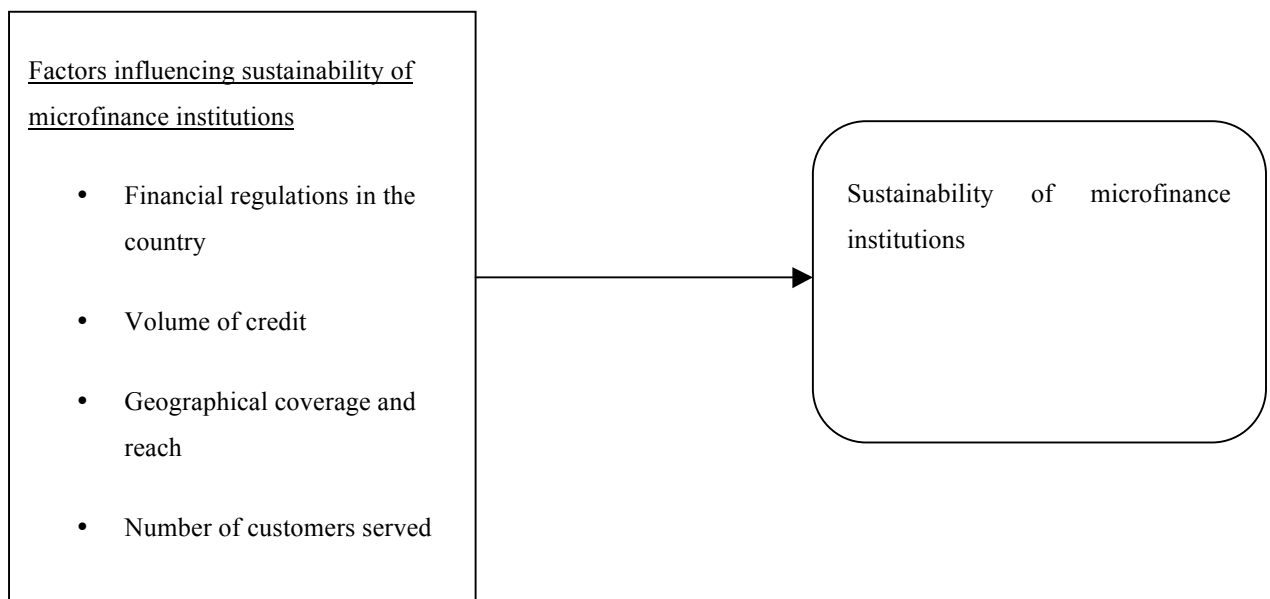 Factors influencing sustainability of
microfinance institutions
• Financial regulations in the
country
• Volume of credit
• Geographical coverage and
reach
• Number of customers served
Sustainability of microfinance
institutions